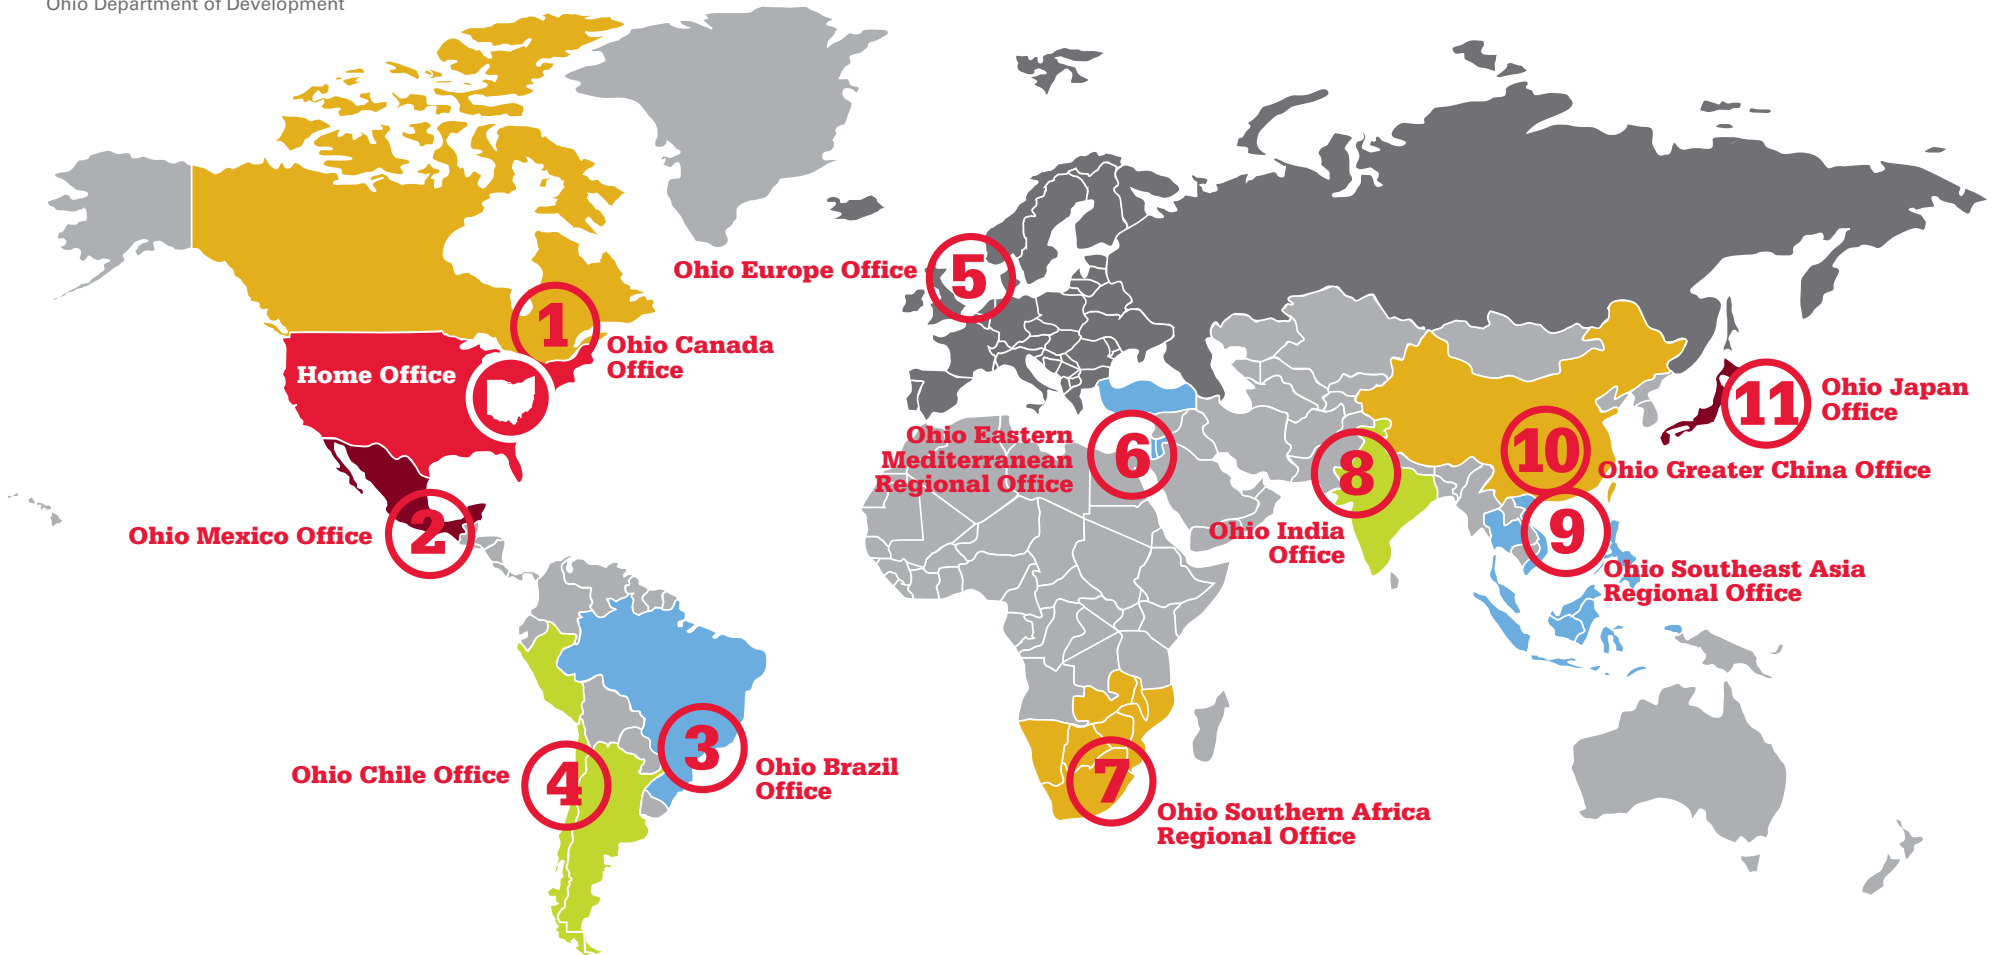 Ohio Department of Development
1
Ohio Canada
Office
Home Office
2
Ohio Mexico Office
3
Ohio Brazil
Office
4
Ohio Chile Office
5
Ohio Europe Office
6
Ohio Eastern
Mediterranean
Regional Office
7
Ohio Southern Africa
Regional Office
8
Ohio India
Office
9
Ohio Southeast Asia
Regional Office
10
Ohio Greater China Office
11
Ohio Japan
Office